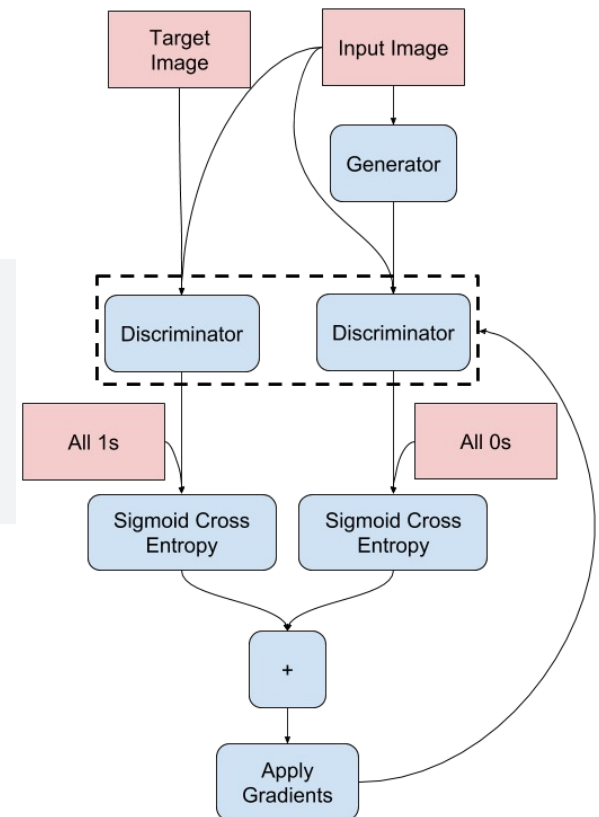 Target
Image
Input Image
Generator
Discriminator
Discriminator
All 1s
All 0s
Sigmoid Cross
Entropy
Sigmoid Cross
Entropy
+
Apply
Gradients